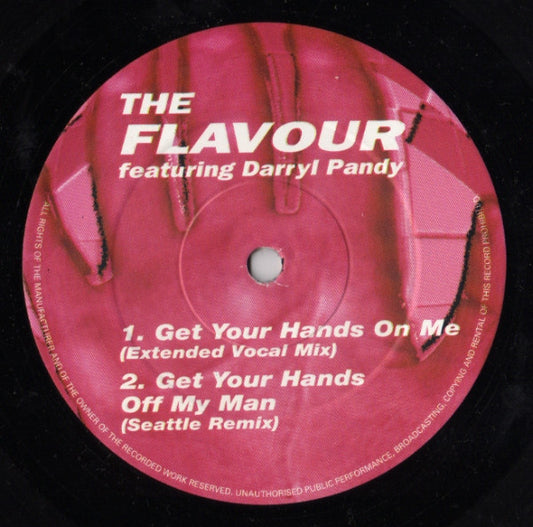 THE
FLAVOUR
featuring Darryl Pandy
1. Get Your Hands On Me
(Extended Vocal Mix)
2. Get Your Hands
Off My Man
(Seattle Remix)
ALL RIGHTS OF THE MANUFACTURER AND OF THE OWNER OF THE RECORDED WORK RESERVED. UNAUTHORISED PUBLIC PERFORMANCE, BROADCASTING, COPYING AND RENTAL OF THIS RECORD PROHIBITED